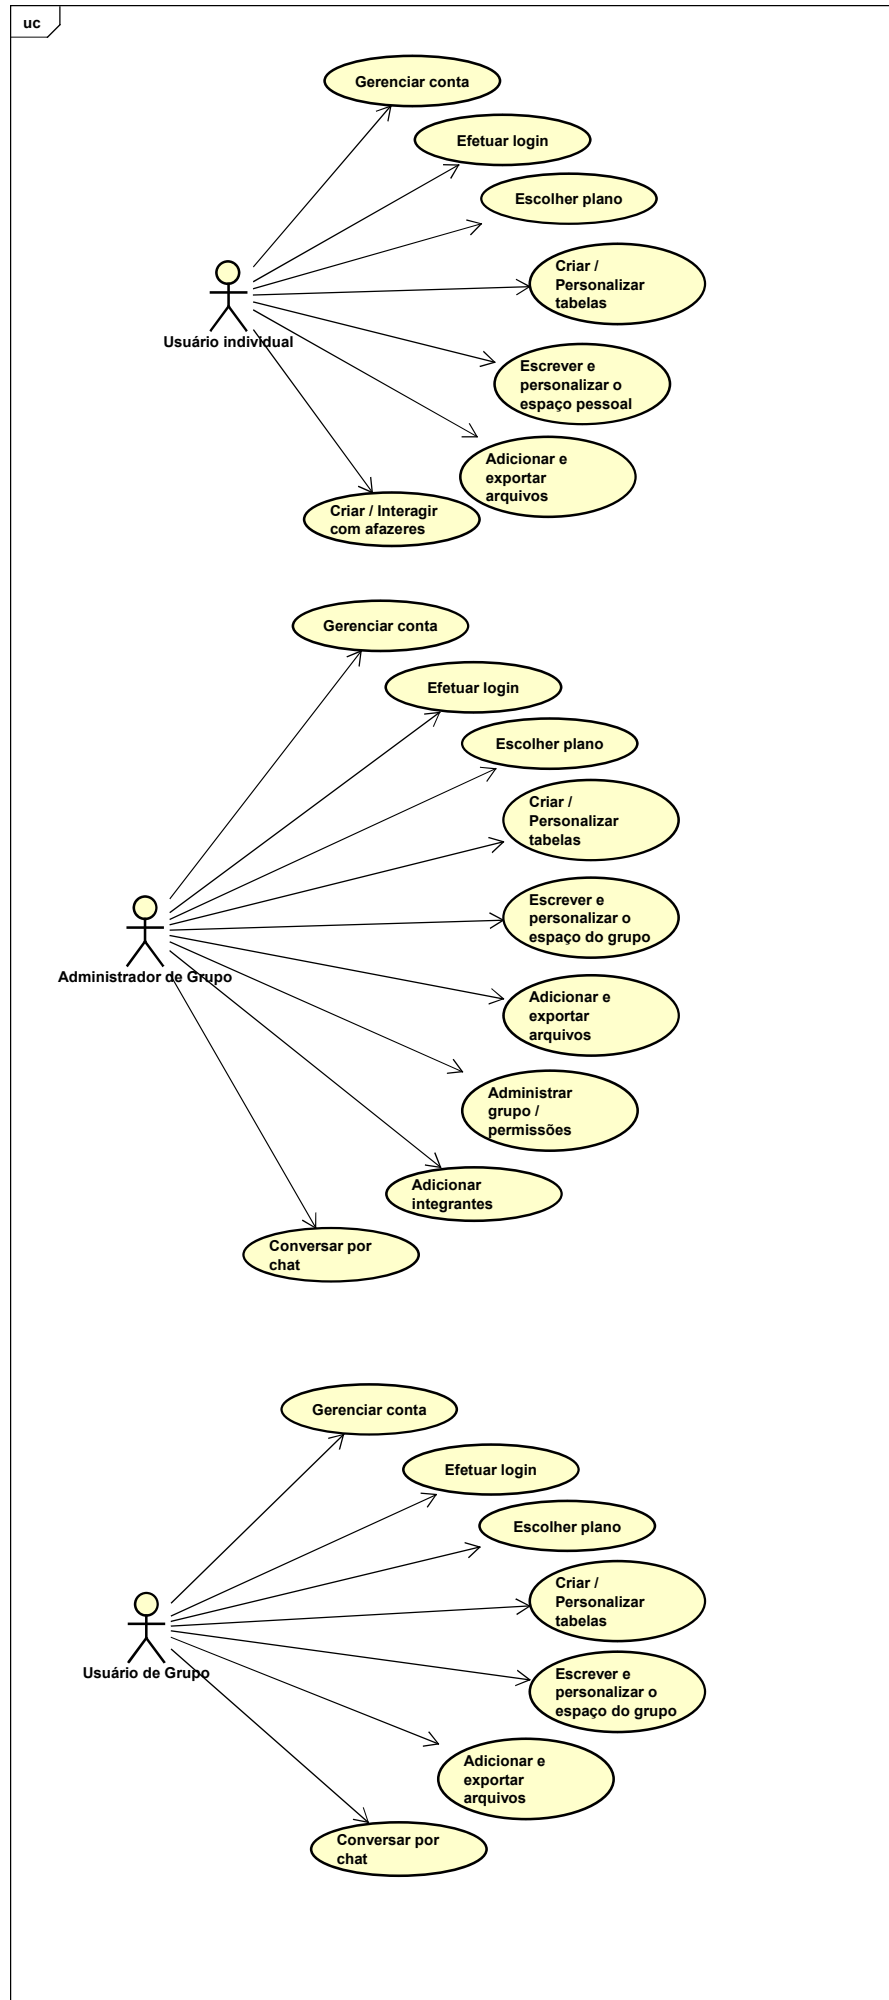 uc
Gerenciar conta
Efetuar login
Escolher plano
Criar /
Personalizar
tabelas
Usuário individual
Escrever e
personalizar o
espaço pessoal
Adicionar e
exportar
arquivos
Criar / Interagir
com afazeres
Gerenciar conta
Efetuar login
Escolher plano
Criar /
Personalizar
tabelas
Escrever e
personalizar o
espaço do grupo
Administrador de Grupo
Adicionar e
exportar
arquivos
Administrar
grupo /
permissões
Adicionar
integrantes
Conversar por
chat
Gerenciar conta
Efetuar login
Escolher plano
Criar /
Personalizar
tabelas
Usuário de Grupo
Escrever e
personalizar o
espaço do grupo
Adicionar e
exportar
arquivos
Conversar por
chat